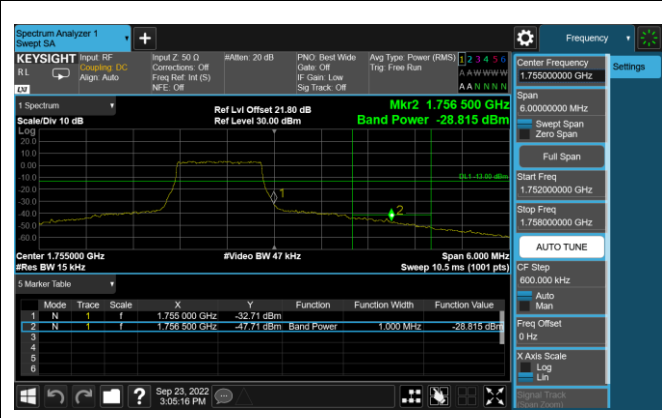 Spectrum Analyzer 1
Swept SA
Frequency
KEYSIGHT
RL
Input: RF
Coupling: DC
Align: Auto
Input Z: 50 Ω
Corrections: Off
Freq Ref: Int (S)
NFE: Off
#Atten: 20 dB
PNO: Best Wide
Gate: Off
IF Gain: Low
Sig Track: Off
Avg Type: Power (RMS)
Trig: Free Run
1 2 3 4 5 6
A A W W W W
A A N N N N
LXI
1 Spectrum
Scale/Div 10 dB
Ref Lvl Offset 21.80 dB
Ref Level 30.00 dBm
Mkr2 1.756 500 GHz
Band Power -28.815 dBm
Log
20.0
10.0
0.00
-10.0
-20.0
-30.0
-40.0
-50.0
-60.0
DL1 -13.00 dBm
1
2
Center 1.755000 GHz
#Res BW 15 kHz
#Video BW 47 kHz
Span 6.000 MHz
Sweep 10.5 ms (1001 pts)
5 Marker Table
Mode Trace Scale X Y Function Function Width Function Value
1 N 1 f 1.755 000 GHz -32.71 dBm
2 N 1 f 1.756 500 GHz -47.71 dBm Band Power 1.000 MHz -28.815 dBm
3
4
5
6
Sep 23, 2022
3:05:16 PM
Settings
Center Frequency
1.755000000 GHz
Span
6.00000000 MHz
Swept Span
Zero Span
Full Span
Start Freq
1.752000000 GHz
Stop Freq
1.758000000 GHz
AUTO TUNE
CF Step
600.000 kHz
Auto
Man
Freq Offset
0 Hz
X Axis Scale
Log
Lin
Signal Track
(Span Zoom)